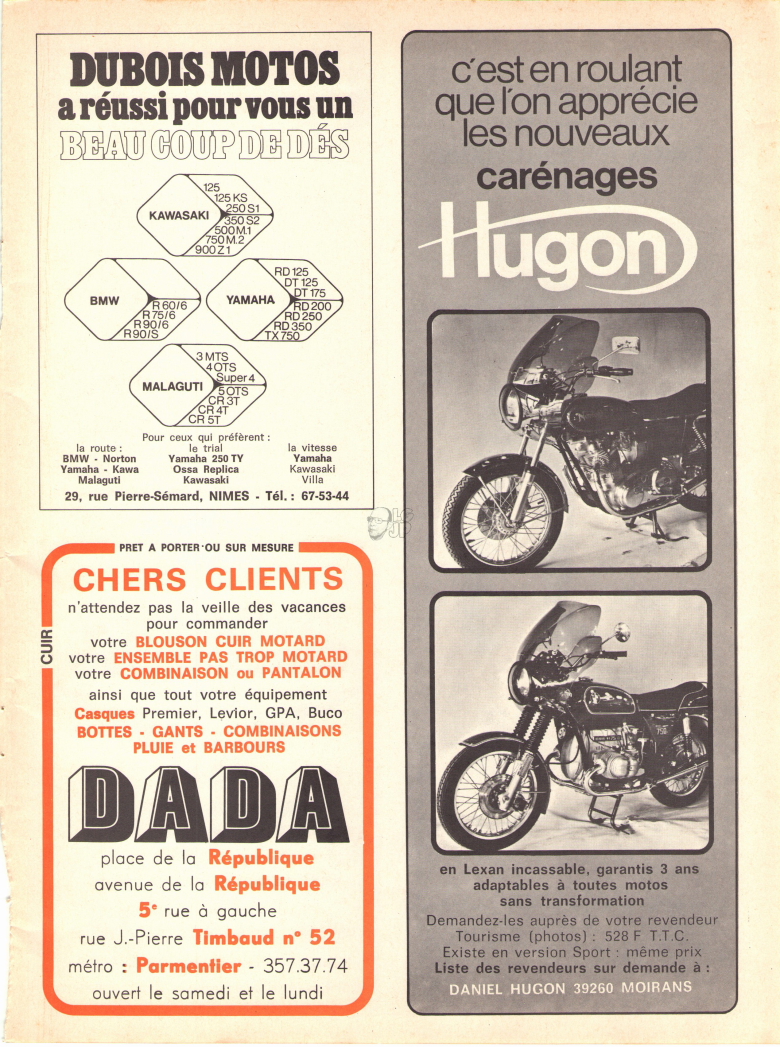 DUBOIS MOTOS
a réussi pour vous un
BEAU COUP DE DÉS
KAWASAKI
125
125 KS
250 S1
350 S2
500 M.1
750 M.2
900 Z1
BMW
R 60/6
R 75/6
R 90/6
R 90/S
YAMAHA
RD 125
DT 125
DT 175
RD 200
RD 250
RD 350
TX 750
MALAGUTI
3 MTS
4 OTS
Super 4
5 OTS
CR 3T
CR 4T
CR 5T
Pour ceux qui préfèrent :
la route :
BMW - Norton
Yamaha - Kawa
Malaguti
le trial
Yamaha 250 TY
Ossa Replica
Kawasaki
la vitesse
Yamaha
Kawasaki
Villa
29, rue Pierre-Sémard, NIMES - Tél. : 67-53-44
PRET A PORTER OU SUR MESURE
CUIR
CHERS CLIENTS
n'attendez pas la veille des vacances
pour commander
votre BLOUSON CUIR MOTARD
votre ENSEMBLE PAS TROP MOTARD
votre COMBINAISON ou PANTALON
ainsi que tout votre équipement
Casques Premier, Levior, GPA, Buco
BOTTES - GANTS - COMBINAISONS
PLUIE et BARBOURS
DADA
place de la République
avenue de la République
5e rue à gauche
rue J.-Pierre Timbaud n° 52
métro : Parmentier - 357.37.74
ouvert le samedi et le lundi
LG
JP
c'est en roulant
que l'on apprécie
les nouveaux
carénages
Hugon
en Lexan incassable, garantis 3 ans
adaptables à toutes motos
sans transformation
Demandez-les auprès de votre revendeur
Tourisme (photos) : 528 F T.T.C.
Existe en version Sport : même prix
Liste des revendeurs sur demande à :
DANIEL HUGON 39260 MOIRANS